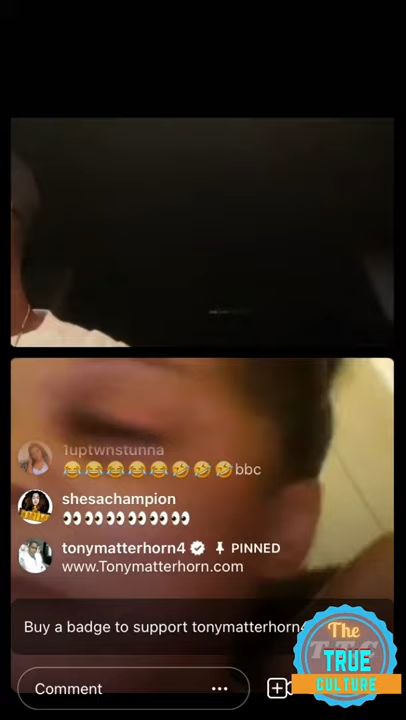 1uptwnstunna
😂😂😂😂😂🤣🤣🤣bbc
shesachampion
👀👀👀👀👀👀
tonymatterhorn4 PINNED
www.Tonymatterhorn.com
Buy a badge to support tonymatterhorn4
Comment
The
T.T.C
TRUE
CULTURE